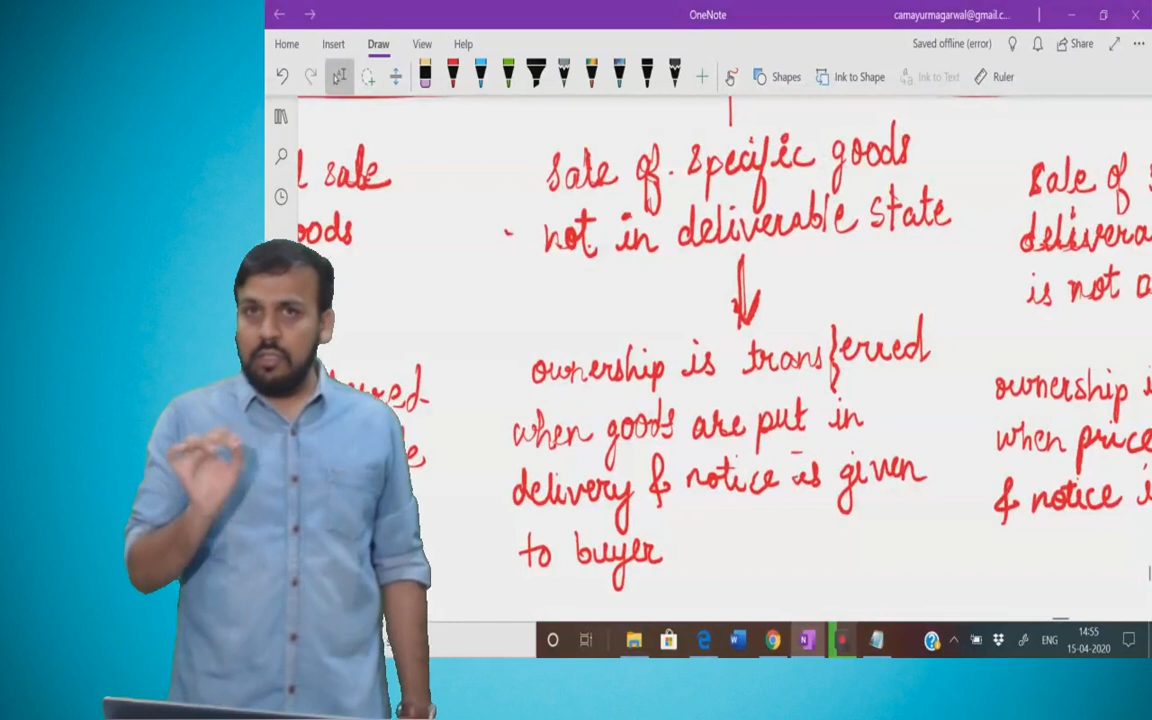 OneNote
camayurmagarwal@gmail.c...
Home Insert Draw View Help
Saved offline (error)
Share
Shapes
Ink to Shape
Ink to Text
Ruler
sale
oods
Sale of specific goods
not in deliverable state
ownership is transferred
when goods are put in
delivery & notice is given
to buyer
Sale of
delivera
is not a
ownership i
when price
& notice i
ENG
14:55
15-04-2020